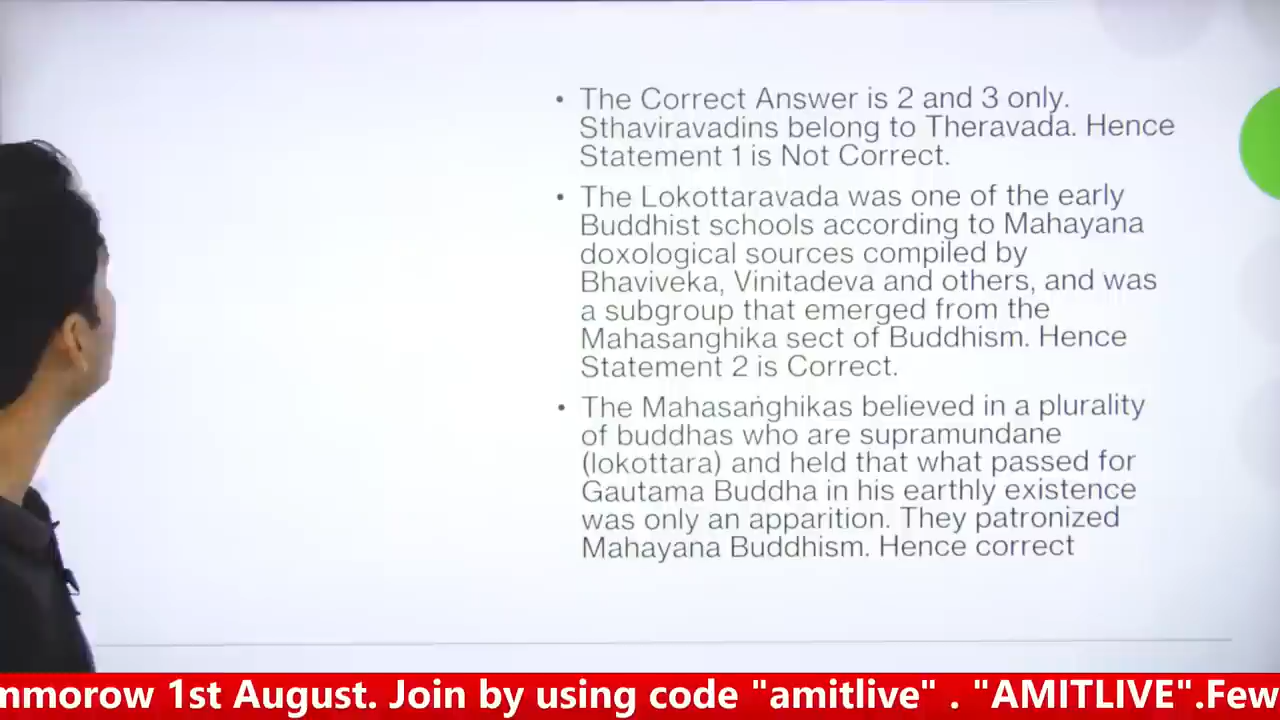 • The Correct Answer is 2 and 3 only.
Sthaviravadins belong to Theravada. Hence
Statement 1 is Not Correct.
• The Lokottaravada was one of the early
Buddhist schools according to Mahayana
doxological sources compiled by
Bhaviveka, Vinitadeva and others, and was
a subgroup that emerged from the
Mahasanghika sect of Buddhism. Hence
Statement 2 is Correct.
• The Mahasaṅghikas believed in a plurality
of buddhas who are supramundane
(lokottara) and held that what passed for
Gautama Buddha in his earthly existence
was only an apparition. They patronized
Mahayana Buddhism. Hence correct
mmorow 1st August. Join by using code "amitlive" . "AMITLIVE".Few